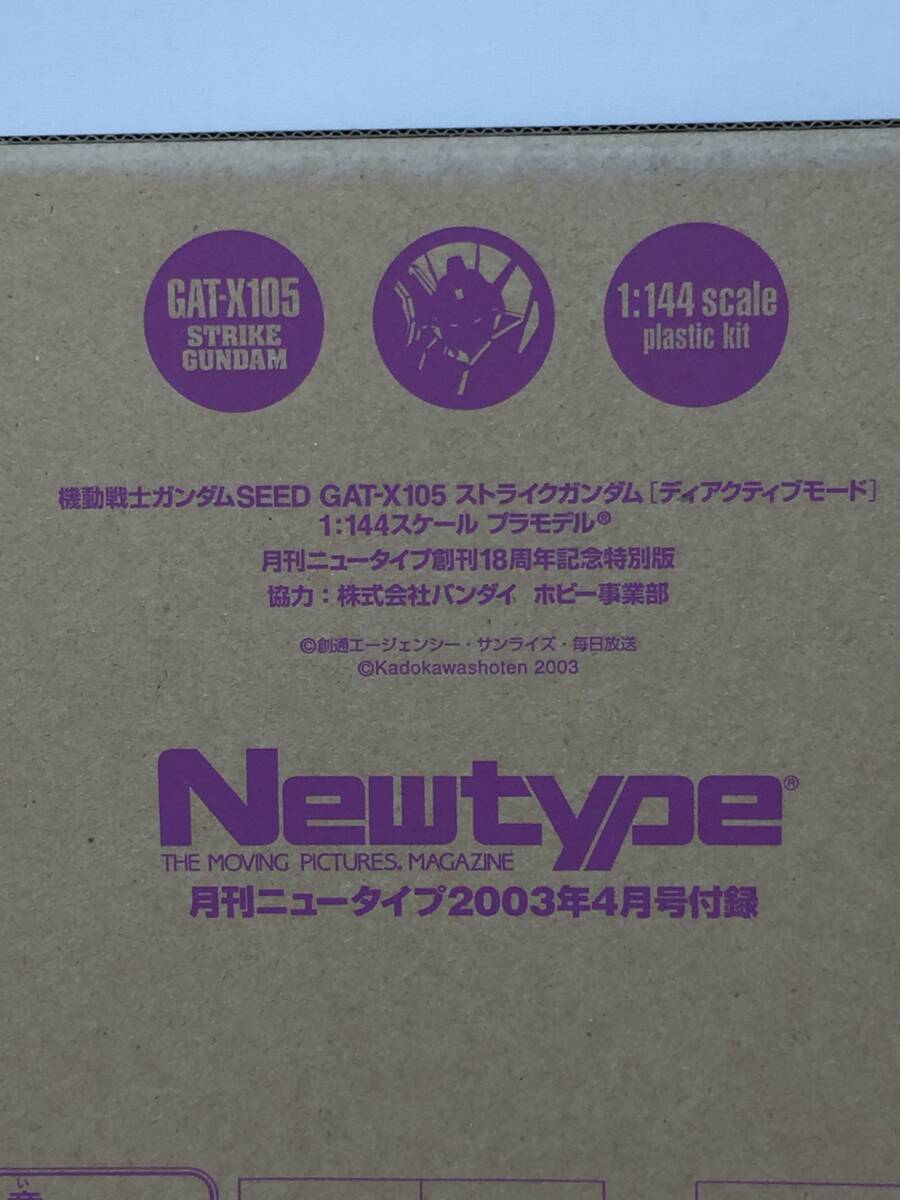 GAT-X105
STRIKE
GUNDAM
1:144 scale
plastic kit
機動戦士ガンダムSEED GAT-X105 ストライクガンダム［ディアクティブモード］
1:144スケール プラモデル®
月刊ニュータイプ創刊18周年記念特別版
協力：株式会社バンダイ ホビー事業部
©創通エージェンシー・サンライズ・毎日放送
©Kadokawashoten 2003
Newtype®
THE MOVING PICTURES. MAGAZINE
月刊ニュータイプ2003年4月号付録